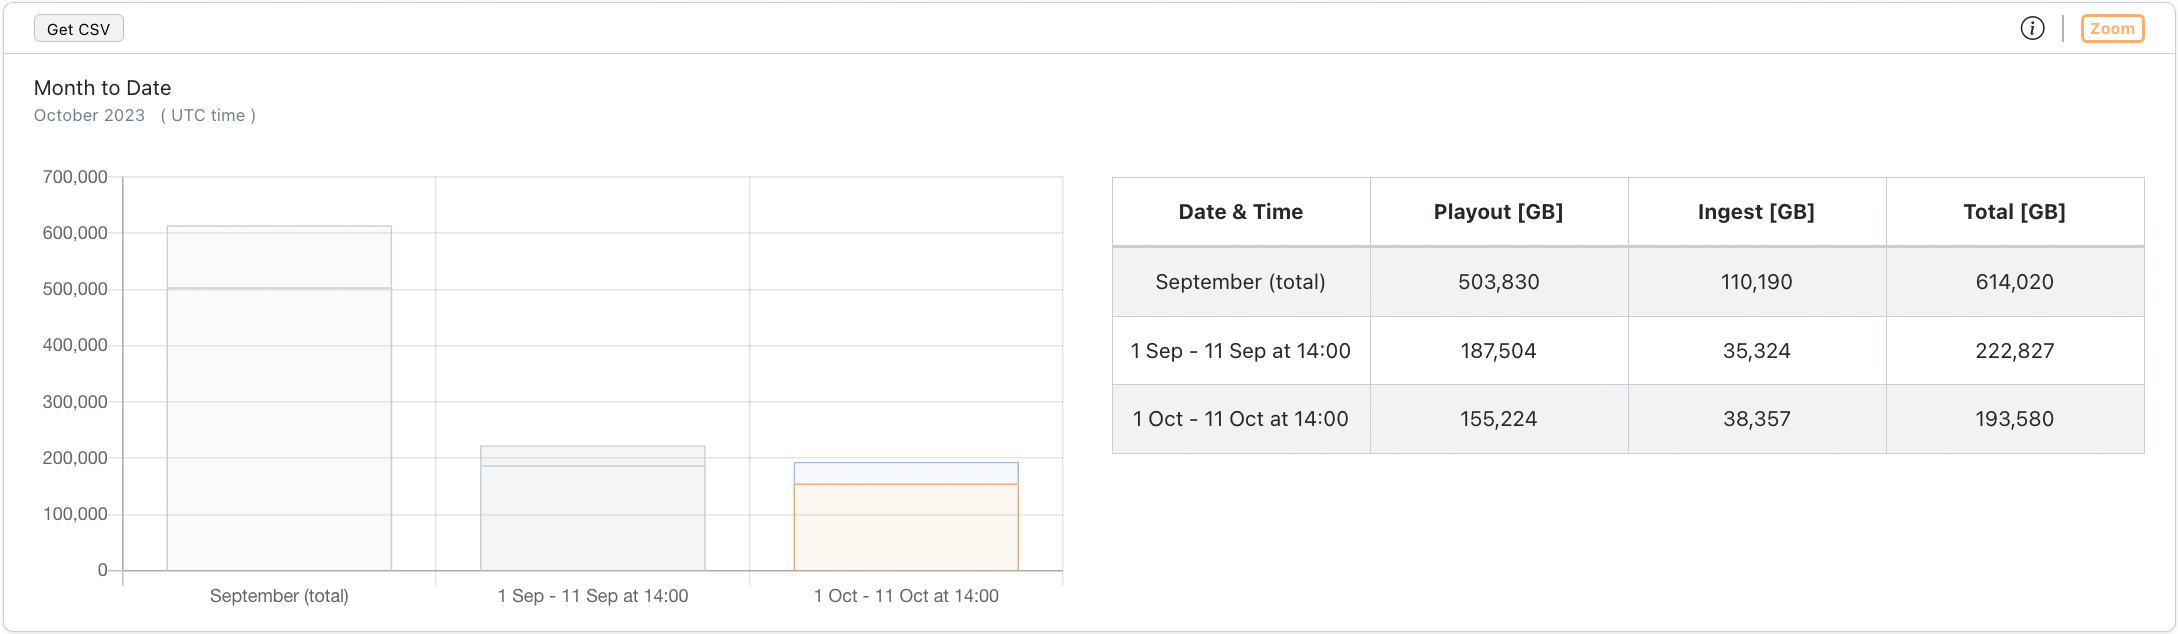 Get CSV
i
Zoom
Month to Date
October 2023 ( UTC time )
700,000
600,000
500,000
400,000
300,000
200,000
100,000
0
September (total)
1 Sep - 11 Sep at 14:00
1 Oct - 11 Oct at 14:00
Date & Time Playout [GB] Ingest [GB] Total [GB]
September (total) 503,830 110,190 614,020
1 Sep - 11 Sep at 14:00 187,504 35,324 222,827
1 Oct - 11 Oct at 14:00 155,224 38,357 193,580